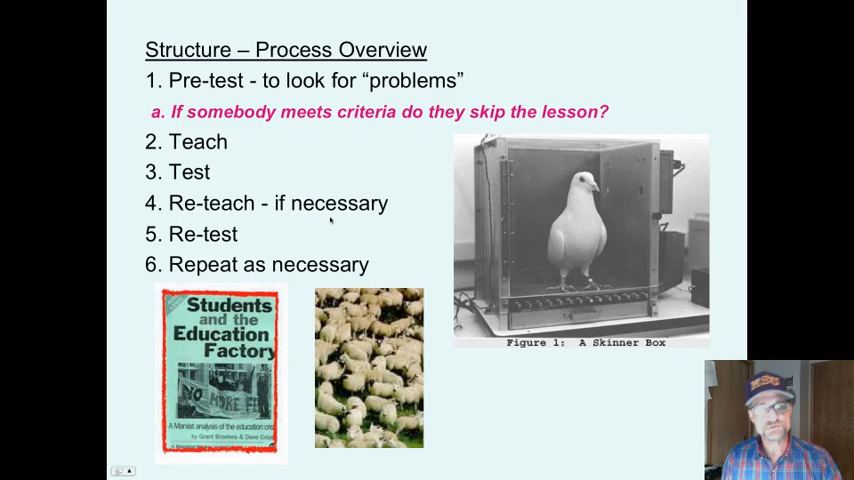 Structure – Process Overview
1. Pre-test - to look for “problems”
a. If somebody meets criteria do they skip the lesson?
2. Teach
3. Test
4. Re-teach - if necessary
5. Re-test
6. Repeat as necessary
Figure 1: A Skinner Box
Students
and the
Education
Factory
NO MORE
A Marxist analysis of the education
by Grant Brookes & Dave